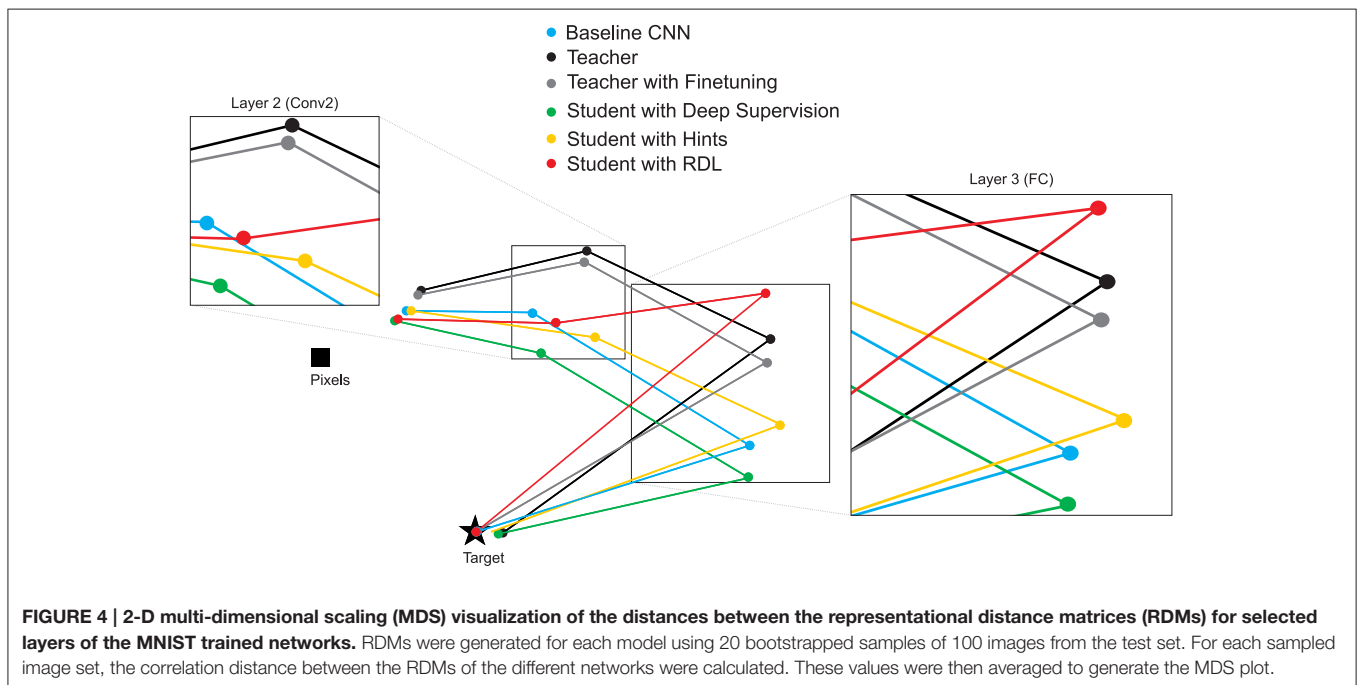 Baseline CNN
Teacher
Teacher with Finetuning
Student with Deep Supervision
Student with Hints
Student with RDL
Layer 2 (Conv2)
Layer 3 (FC)
Pixels
Target
FIGURE 4 | 2-D multi-dimensional scaling (MDS) visualization of the distances between the representational distance matrices (RDMs) for selected
layers of the MNIST trained networks. RDMs were generated for each model using 20 bootstrapped samples of 100 images from the test set. For each sampled
image set, the correlation distance between the RDMs of the different networks were calculated. These values were then averaged to generate the MDS plot.